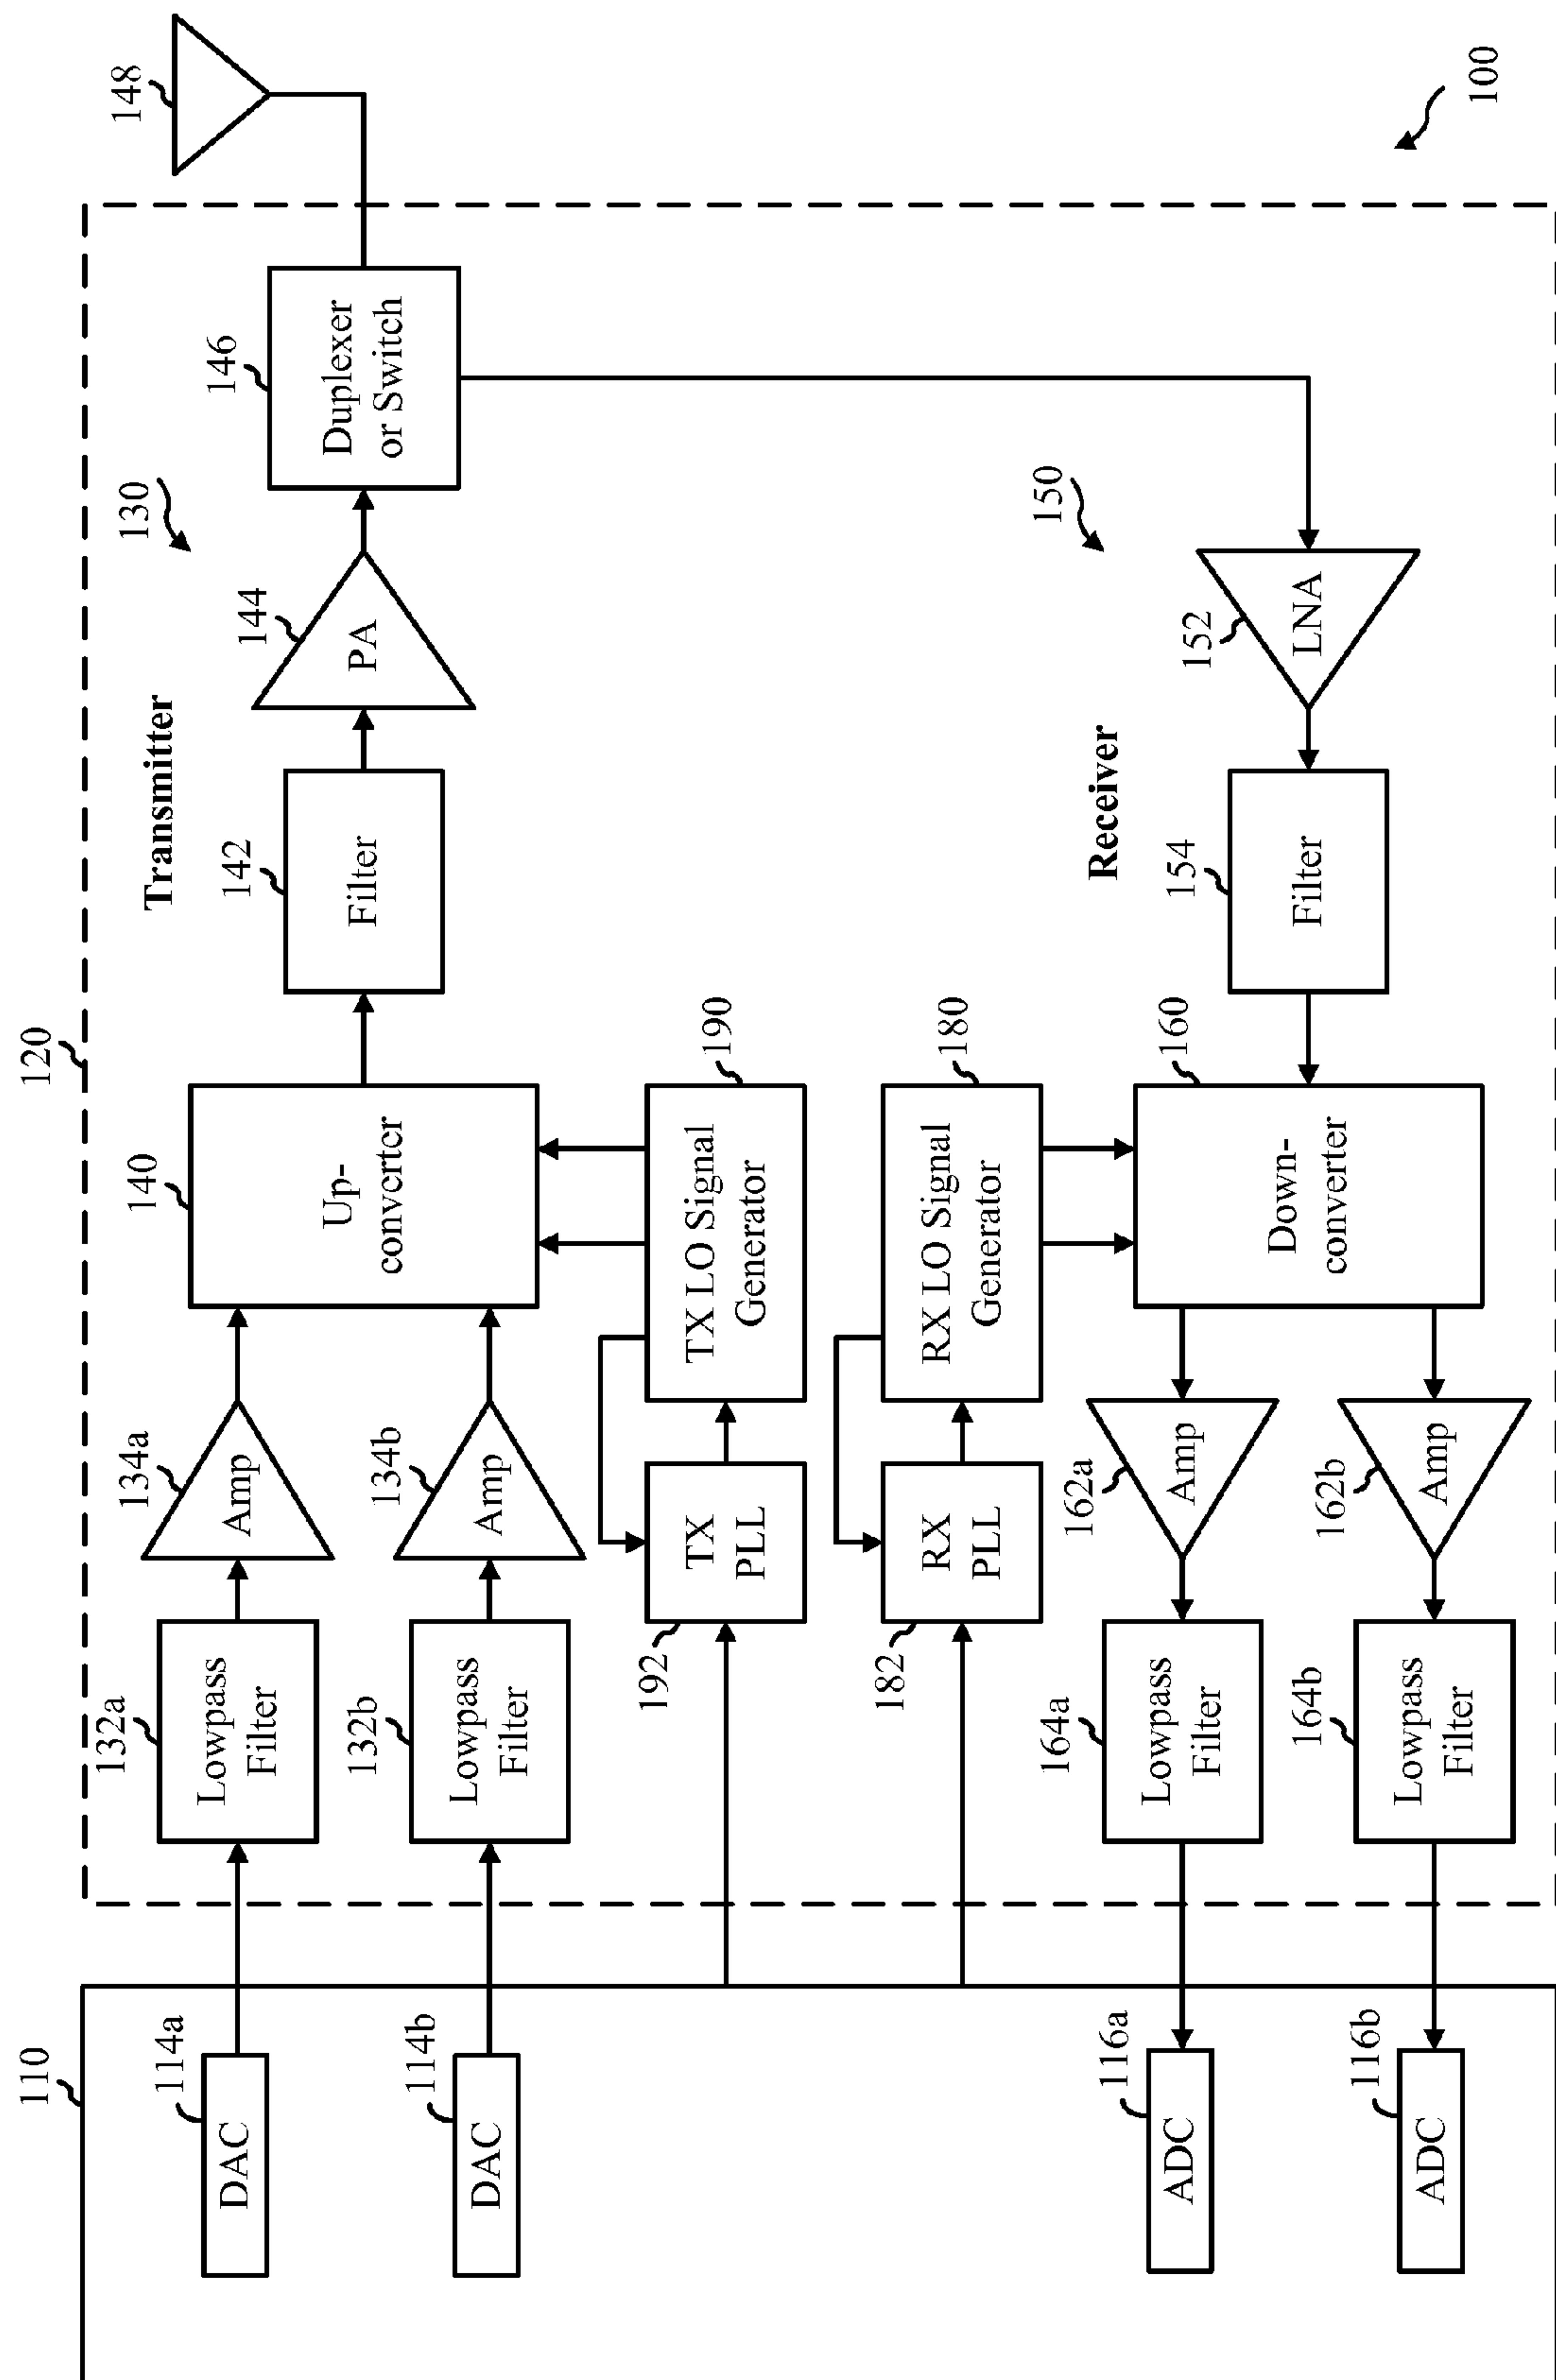 100
110
120
148
130
Transmitter
114a
DAC
132a
Lowpass
Filter
134a
Amp
140
Up-
converter
142
Filter
144
PA
146
Duplexer
or Switch
114b
DAC
132b
Lowpass
Filter
134b
Amp
192
TX
PLL
190
TX LO Signal
Generator
182
RX
PLL
180
RX LO Signal
Generator
150
Receiver
116a
ADC
164a
Lowpass
Filter
162a
Amp
160
Down-
converter
154
Filter
152
LNA
116b
ADC
164b
Lowpass
Filter
162b
Amp